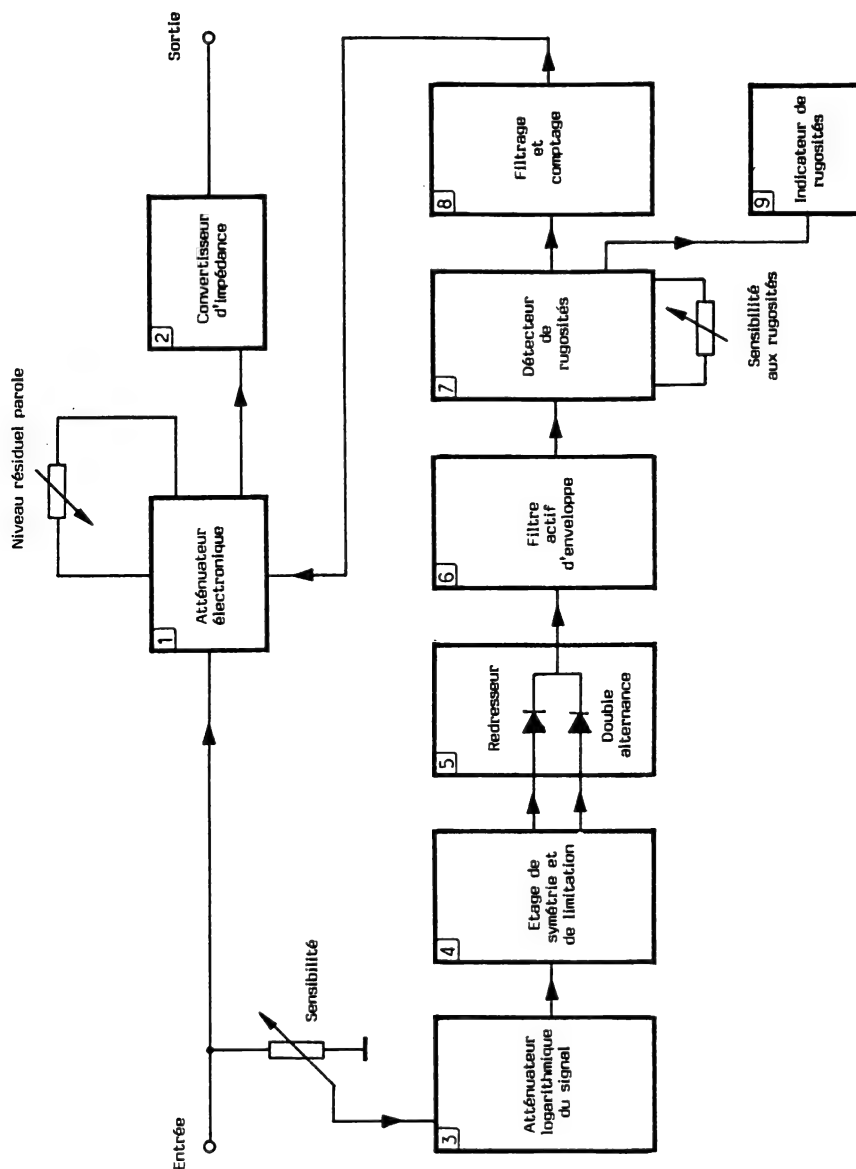 Entrée
Sortie
Niveau résiduel parole
1
Atténuateur
électronique
2
Convertisseur
d'impédance
Sensibilité
3
Atténuateur
logarithmique
du signal
4
Etage de
symétrie et
de limitation
5
Redresseur
Double
alternance
6
Filtre
actif
d'enveloppe
7
Détecteur
de
rugosités
Sensibilité
aux rugosités
8
Filtrage
et
comptage
9
Indicateur de
rugosités